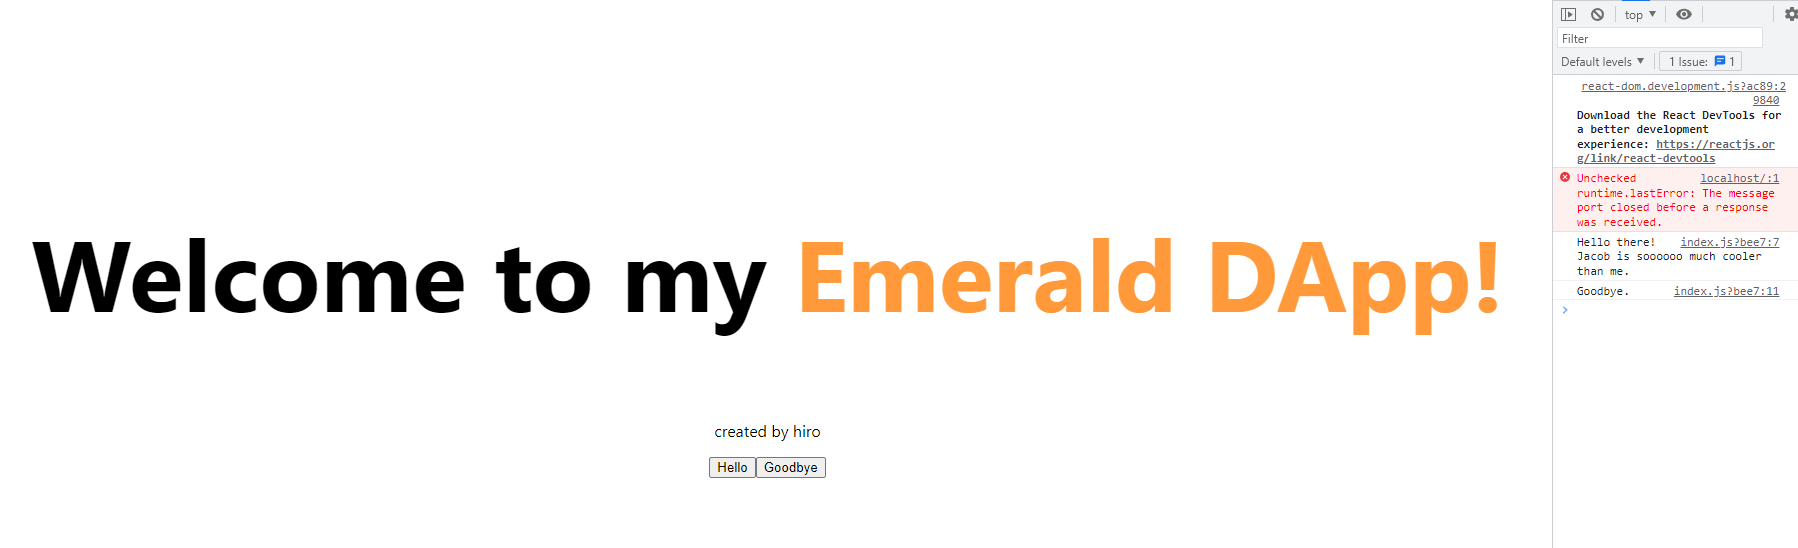 Welcome to my Emerald DApp!
created by hiro
Hello Goodbye
top
Filter
Default levels 1 Issue: 1
react-dom.development.js?ac89:2
9840
Download the React DevTools for
a better development
experience: https://reactjs.or
g/link/react-devtools
Unchecked localhost/:1
runtime.lastError: The message
port closed before a response
was received.
Hello there! index.js?bee7:7
Jacob is soooooo much cooler
than me.
Goodbye. index.js?bee7:11